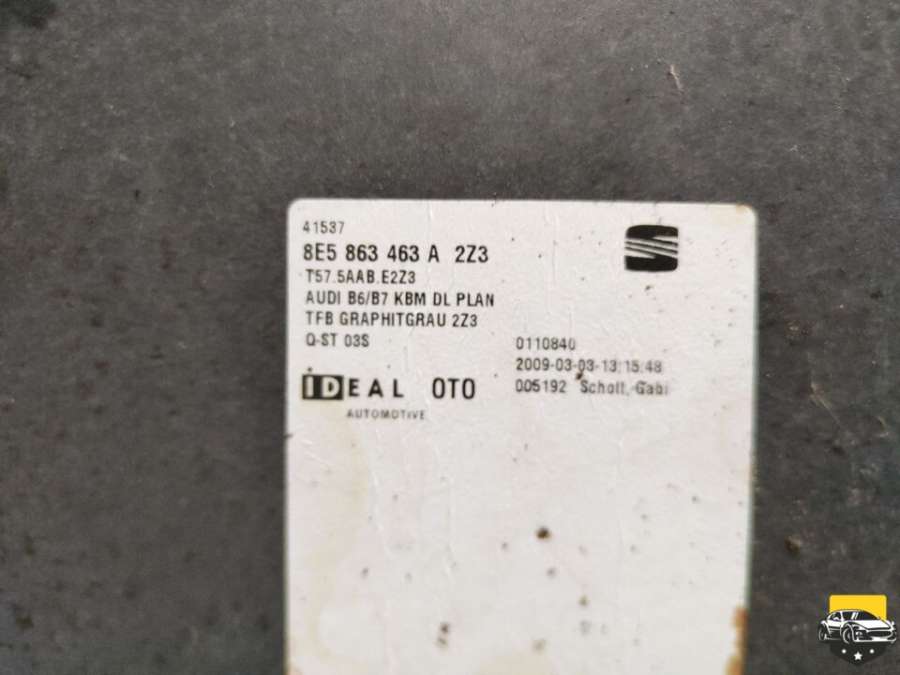 41537
8E5 863 463 A 2Z3
T57.5AAB.E2Z3
AUDI B6/B7 KBM DL PLAN
TFB GRAPHITGRAU 2Z3
Q-ST 03S
0110840
2009-03-03-13:15:48
005192 Schott, Gabi
iDEAL OTO
AUTOMOTIVE